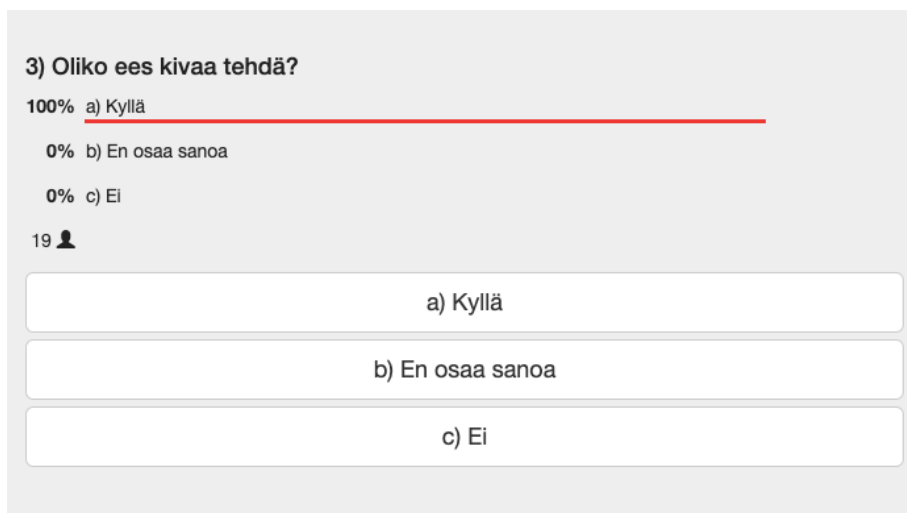 3) Oliko ees kivaa tehdä?
100% a) Kyllä
0% b) En osaa sanoa
0% c) Ei
19
a) Kyllä
b) En osaa sanoa
c) Ei